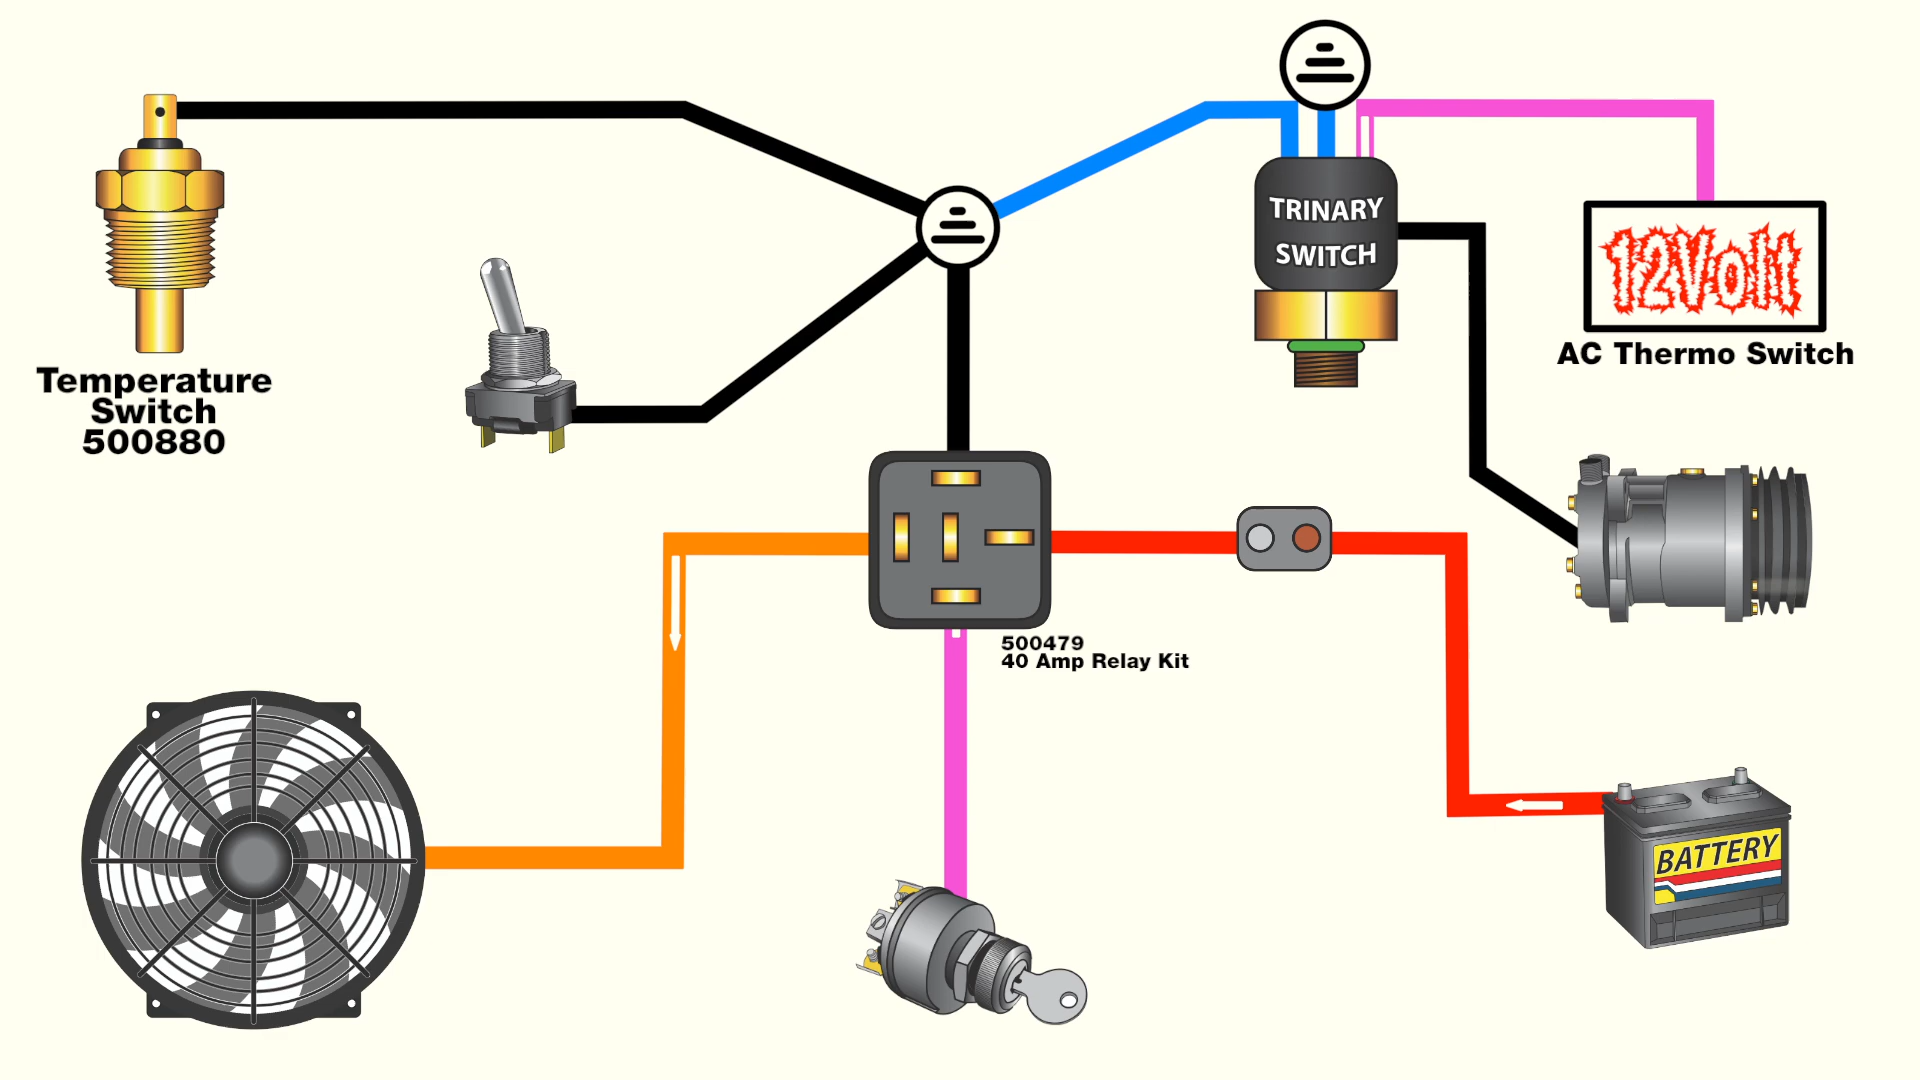 TRINARY
SWITCH
12Volt
AC Thermo Switch
Temperature
Switch
500880
500479
40 Amp Relay Kit
BATTERY